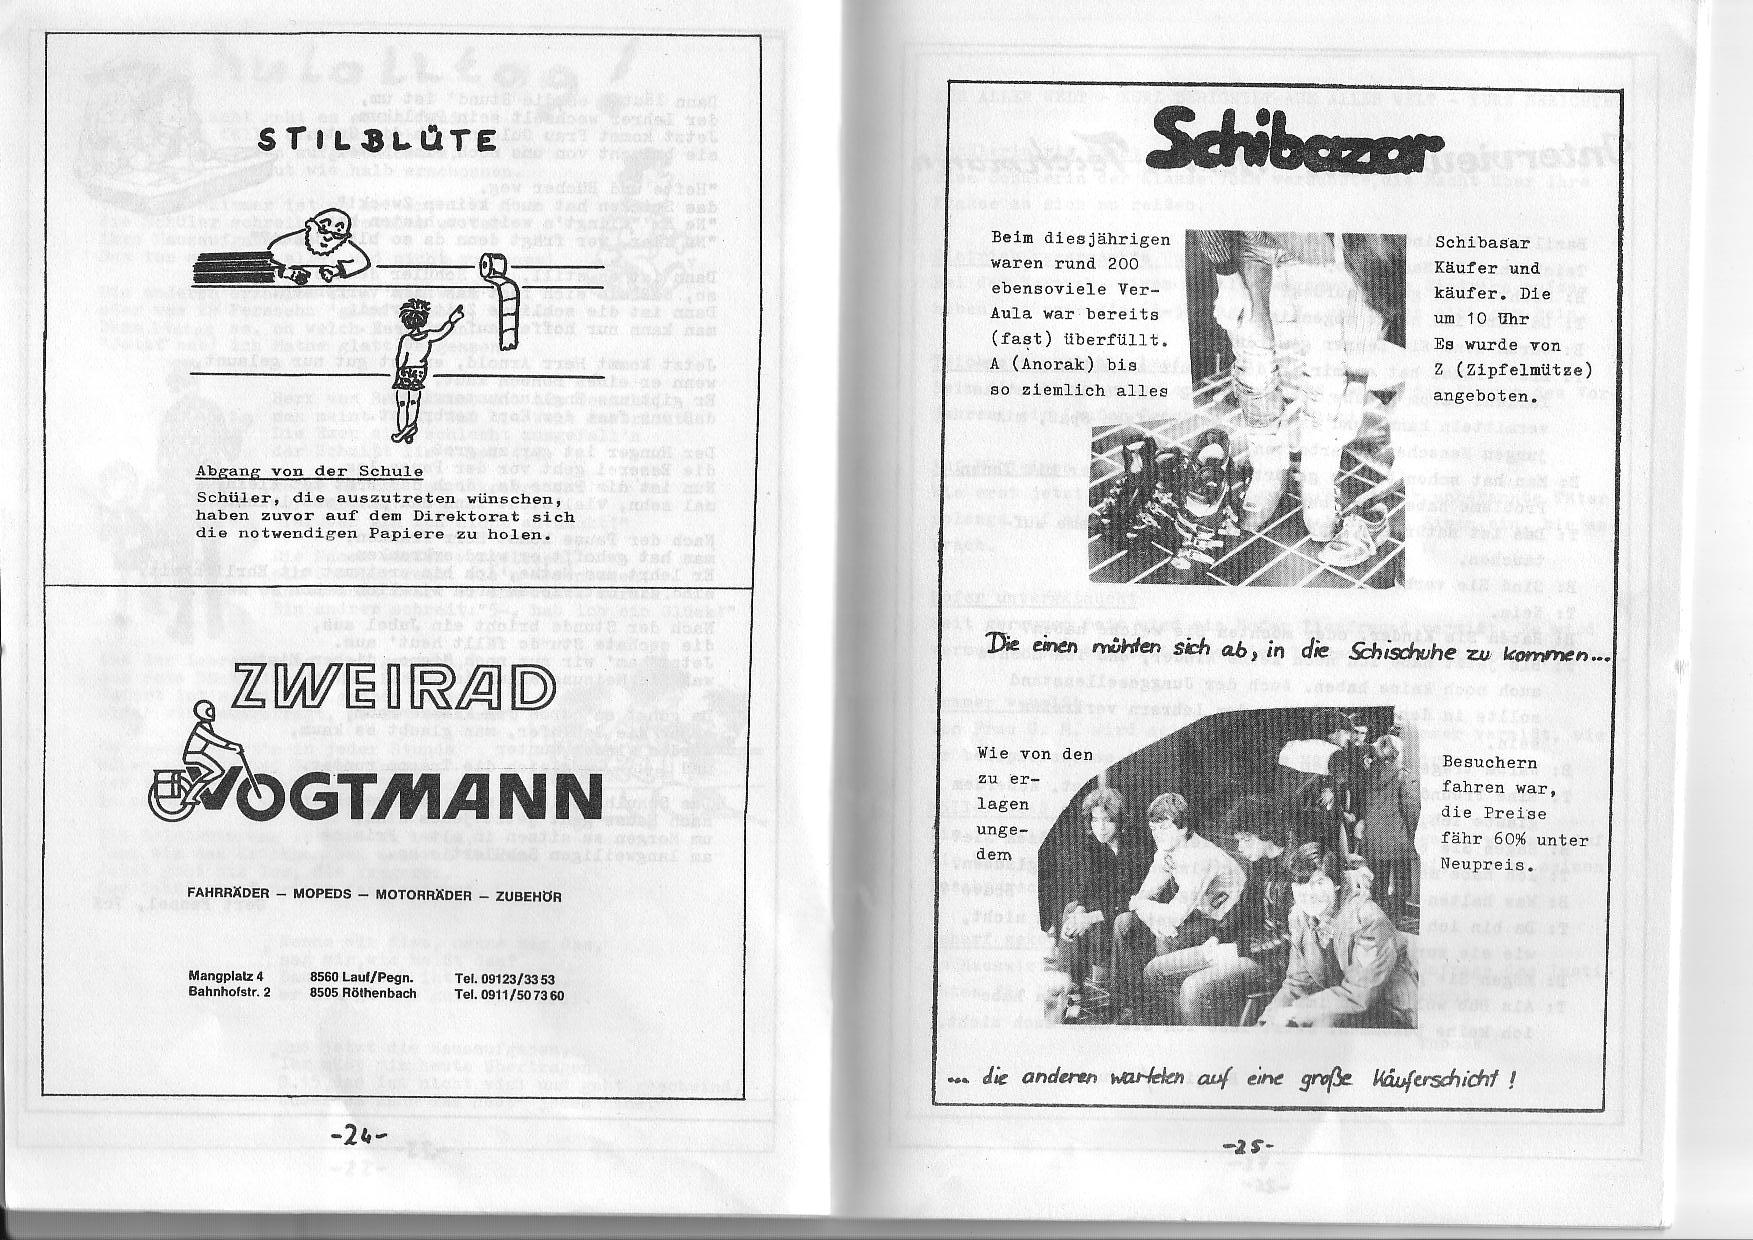 STILBLÜTE
Abgang von der Schule
Schüler, die auszutreten wünschen,
haben zuvor auf dem Direktorat sich
die notwendigen Papiere zu holen.
ZWEIRAD
VOGTMANN
FAHRRÄDER – MOPEDS – MOTORRÄDER – ZUBEHÖR
Mangplatz 4 8560 Lauf/Pegn. Tel. 09123/33 53
Bahnhofstr. 2 8505 Röthenbach Tel. 0911/50 73 60
-24-
Schibazar
Beim diesjährigen Schibasar
waren rund 200 Käufer und
ebensoviele Ver- käufer. Die
Aula war bereits um 10 Uhr
(fast) überfüllt. Es wurde von
A (Anorak) bis Z (Zipfelmütze)
so ziemlich alles angeboten.
Die einen mühten sich ab, in die Schischuhe zu kommen...
Wie von den Besuchern
zu er- fahren war,
lagen die Preise
unge- fähr 60% unter
dem Neupreis.
... die anderen warteten auf eine große Käuferschicht !
-25-